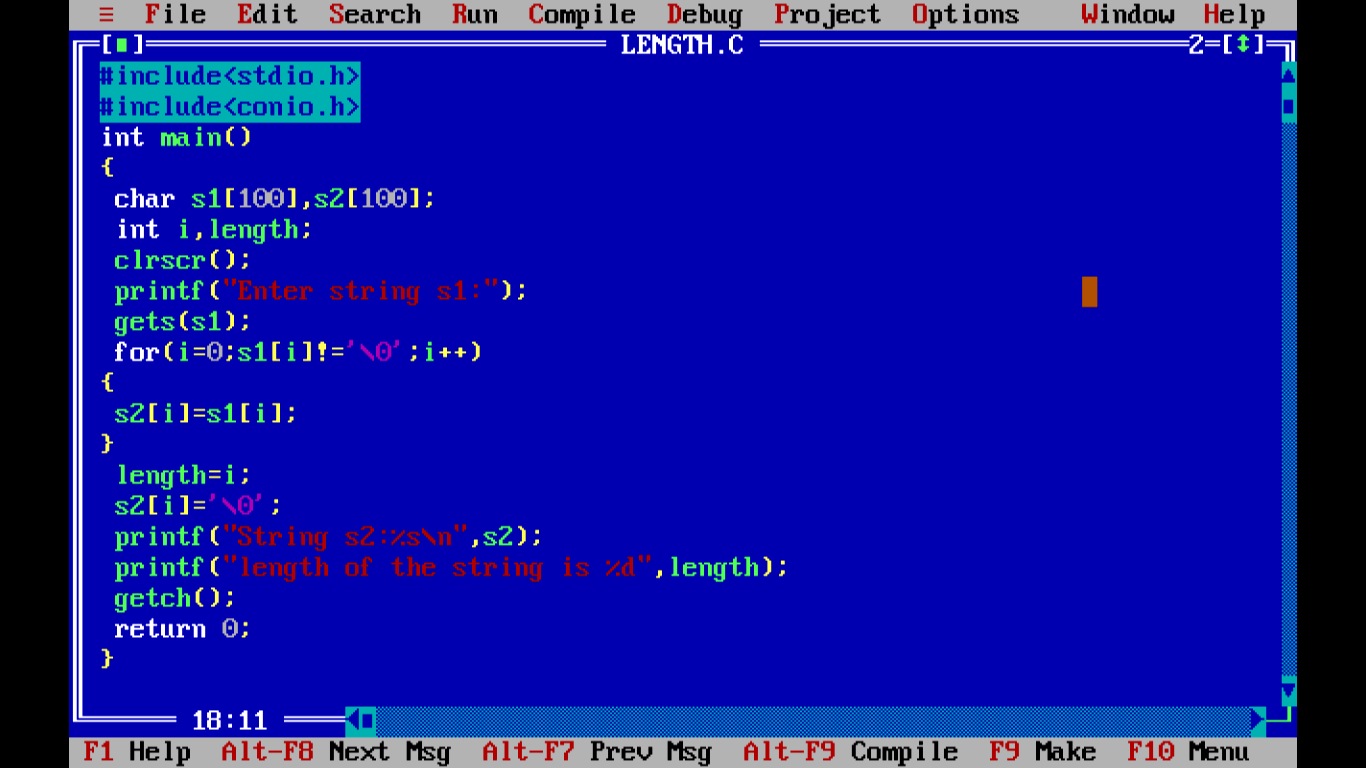 ≡ File Edit Search Run Compile Debug Project Options Window Help
[■] LENGTH.C 2=[↕]
#include<stdio.h>
#include<conio.h>
int main()
{
 char s1[100],s2[100];
 int i,length;
 clrscr();
 printf("Enter string s1:");
 gets(s1);
 for(i=0;s1[i]!='\0';i++)
{
 s2[i]=s1[i];
}
 length=i;
 s2[i]='\0';
 printf("String s2:%s\n",s2);
 printf("length of the string is %d",length);
 getch();
 return 0;
}
18:11
F1 Help Alt-F8 Next Msg Alt-F7 Prev Msg Alt-F9 Compile F9 Make F10 Menu